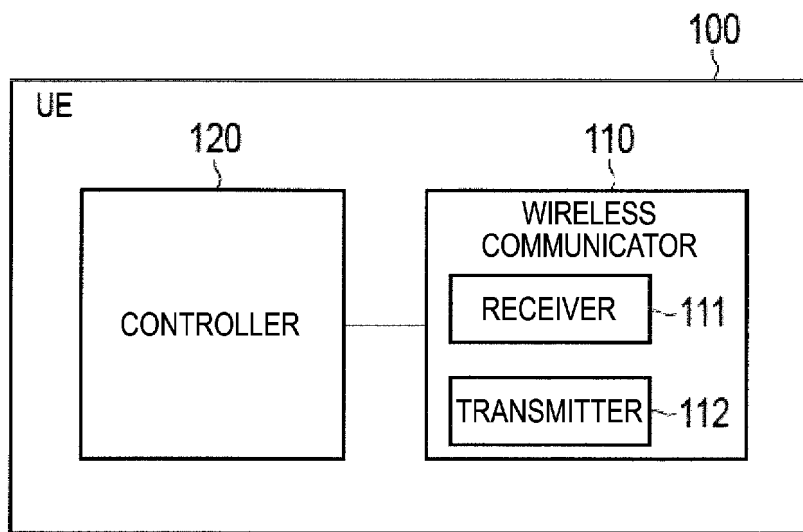 100
UE
120
110
WIRELESS
COMMUNICATOR
CONTROLLER
RECEIVER
111
TRANSMITTER
112